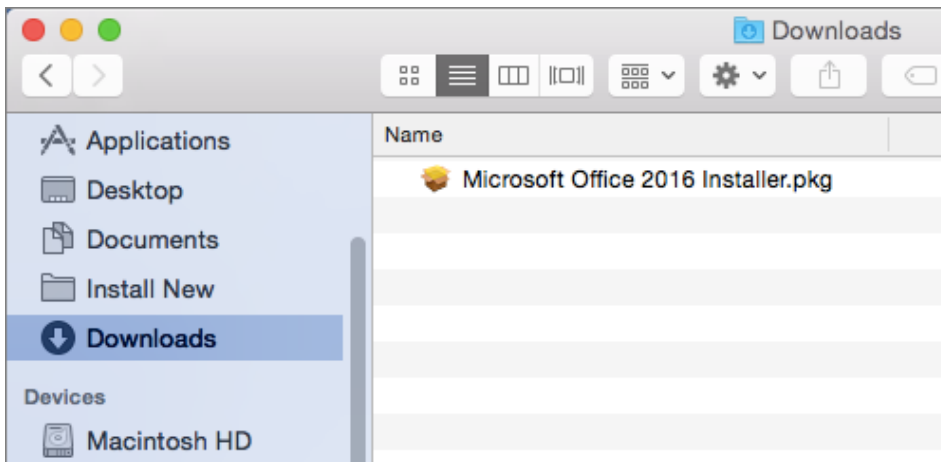 Downloads
Applications
Desktop
Documents
Install New
Downloads
Devices
Macintosh HD
Name
Microsoft Office 2016 Installer.pkg